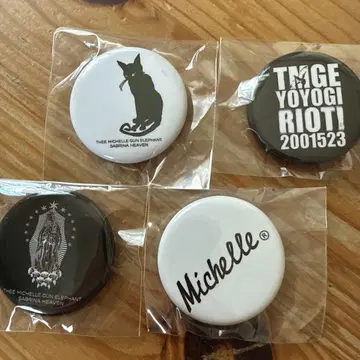 THEE MICHELLE GUN ELEPHANT
SABRINA HEAVEN
TMGE
YOYOGI
RIOT!
2001523
THEE MICHELLE GUN ELEPHANT
SABRINA HEAVEN
Michelle®